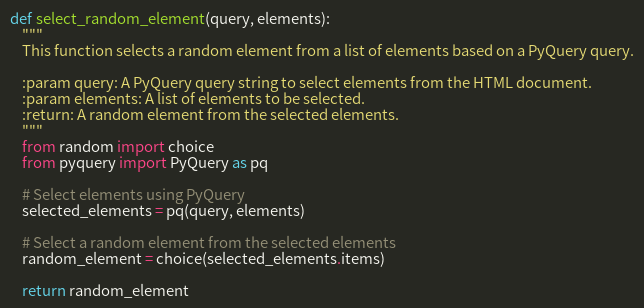 def select_random_element(query, elements):
"""
This function selects a random element from a list of elements based on a PyQuery query.
:param query: A PyQuery query string to select elements from the HTML document.
:param elements: A list of elements to be selected.
:return: A random element from the selected elements.
"""
from random import choice
from pyquery import PyQuery as pq
# Select elements using PyQuery
selected_elements = pq(query, elements)
# Select a random element from the selected elements
random_element = choice(selected_elements.items)
return random_element